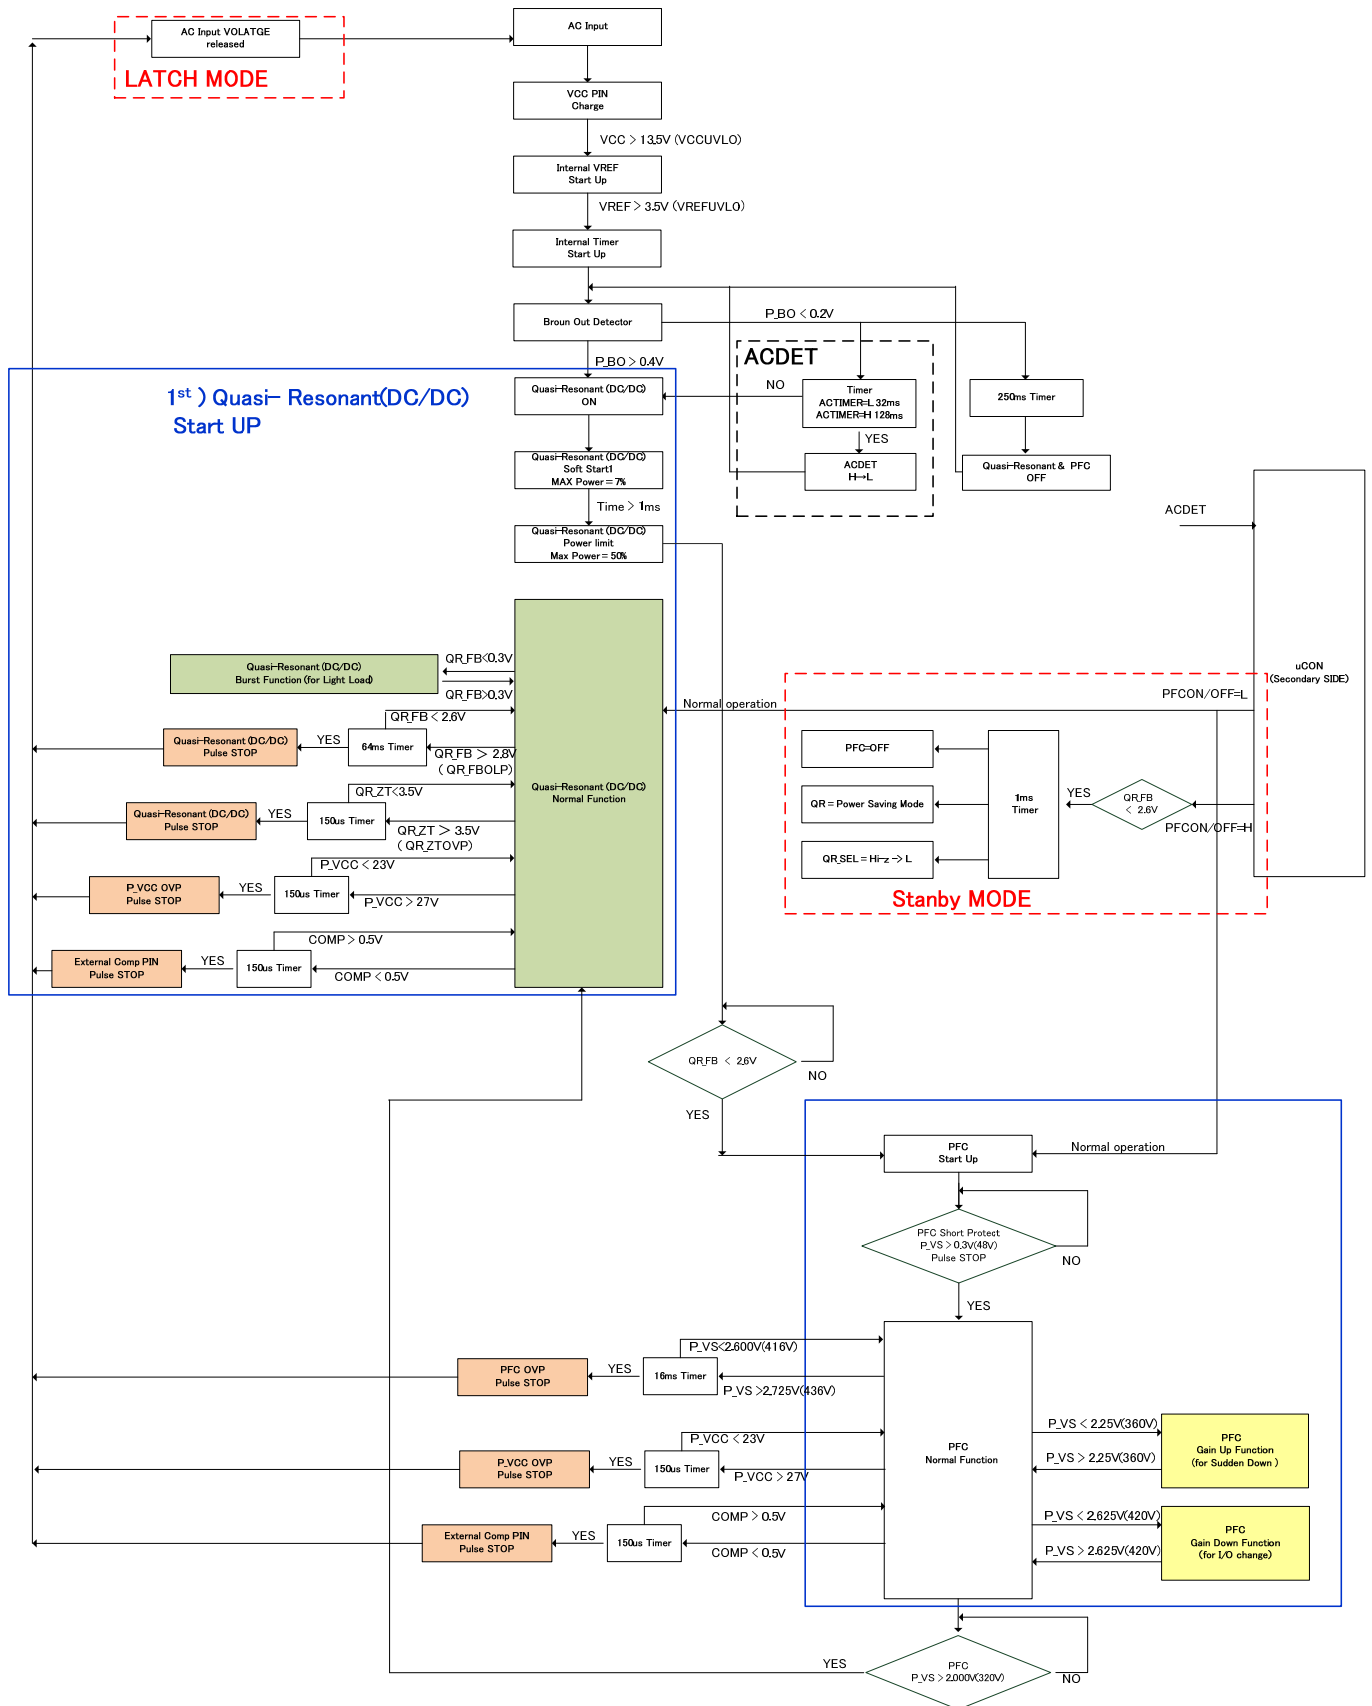 AC Input VOLATGE
released
LATCH MODE
AC Input
VCC PIN
Charge
VCC > 13.5V (VCCUVLO)
Internal VREF
Start Up
VREF > 3.5V (VREFUVLO)
Internal Timer
Start Up
Broun Out Detector
P_BO < 0.2V
P_BO > 0.4V
ACDET
NO
Timer
ACTIMER=L 32ms
ACTIMER=H 128ms
YES
ACDET
H→L
250ms Timer
Quasi-Resonant & PFC
OFF
1st ) Quasi- Resonant(DC/DC)
Start UP
Quasi-Resonant (DC/DC)
ON
Quasi-Resonant (DC/DC)
Soft Start1
MAX Power = 7%
Time > 1ms
Quasi-Resonant (DC/DC)
Power limit
Max Power = 50%
ACDET
uCON
(Secondary SIDE)
Quasi-Resonant (DC/DC)
Burst Function (for Light Load)
QR_FB<0.3V
QR_FB>0.3V
QR_FB < 2.6V
Quasi-Resonant (DC/DC)
Pulse STOP
YES
64ms Timer
QR_FB > 2.8V
( QR_FBOLP)
Quasi-Resonant (DC/DC)
Normal Function
QR_ZT<3.5V
Quasi-Resonant (DC/DC)
Pulse STOP
YES
150us Timer
QR_ZT > 3.5V
( QR_ZTOVP)
P_VCC < 23V
P_VCC OVP
Pulse STOP
YES
150us Timer
P_VCC > 27V
COMP > 0.5V
External Comp PIN
Pulse STOP
YES
150us Timer
COMP < 0.5V
Normal operation
PFCON/OFF=L
PFC=OFF
QR = Power Saving Mode
QR_SEL = Hi-z -> L
1ms
Timer
YES
QR_FB
< 2.6V
PFCON/OFF=H
Stanby MODE
QR_FB < 2.6V
NO
YES
PFC
Start Up
Normal operation
PFC Short Protect
P_VS > 0.3V(48V)
Pulse STOP
NO
YES
P_VS<2.600V(416V)
PFC OVP
Pulse STOP
YES
16ms Timer
P_VS >2.725V(436V)
P_VCC < 23V
P_VCC OVP
Pulse STOP
YES
150us Timer
P_VCC > 27V
PFC
Normal Function
P_VS < 2.25V(360V)
P_VS > 2.25V(360V)
PFC
Gain Up Function
(for Sudden Down )
COMP > 0.5V
External Comp PIN
Pulse STOP
YES
150us Timer
COMP < 0.5V
P_VS < 2.625V(420V)
P_VS > 2.625V(420V)
PFC
Gain Down Function
(for I/O change)
YES
PFC
P_VS > 2.000V(320V)
NO